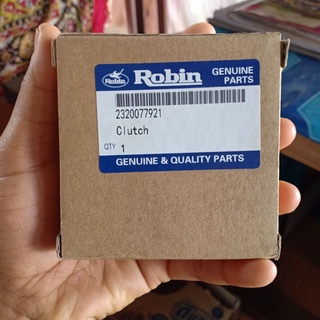 Robin GENUINE PARTS
2320077921
Clutch
QTY 1
GENUINE & QUALITY PARTS